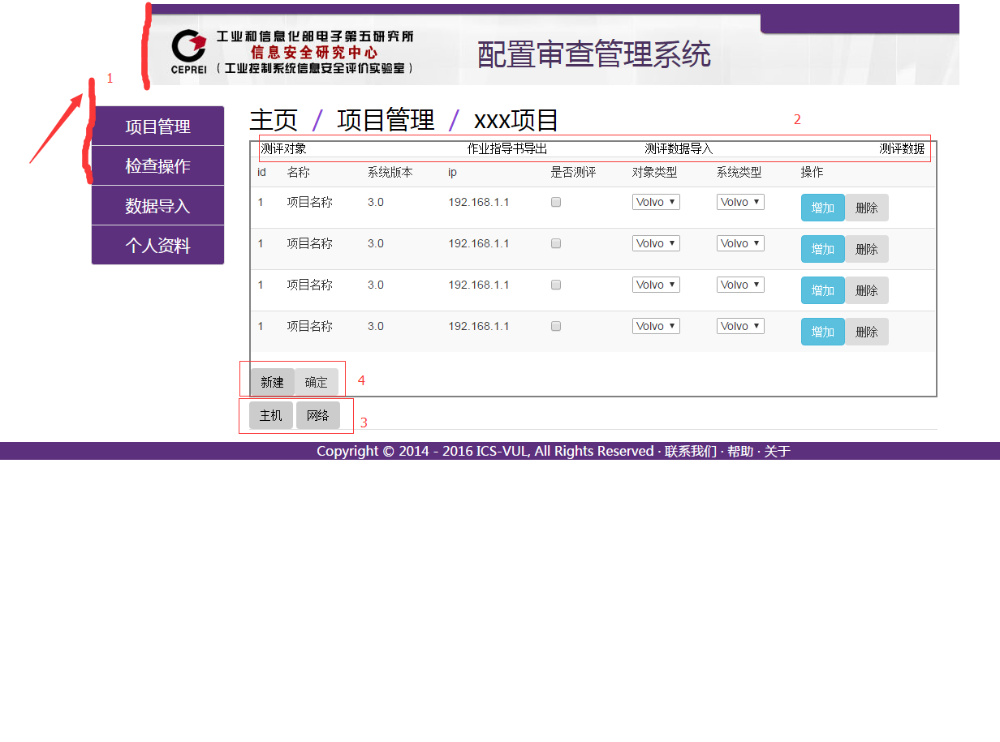 工业和信息化部电子第五研究所
信息安全研究中心
CEPREI (工业控制系统信息安全评价实验室)
配置审查管理系统
1
项目管理
检查操作
数据导入
个人资料
主页 / 项目管理 / xxx项目
2
测评对象 作业指导书导出 测评数据导入 测评数据
id 名称 系统版本 ip 是否测评 对象类型 系统类型 操作
1 项目名称 3.0 192.168.1.1 Volvo Volvo 增加 删除
1 项目名称 3.0 192.168.1.1 Volvo Volvo 增加 删除
1 项目名称 3.0 192.168.1.1 Volvo Volvo 增加 删除
1 项目名称 3.0 192.168.1.1 Volvo Volvo 增加 删除
新建 确定 4
主机 网络 3
Copyright © 2014 - 2016 ICS-VUL, All Rights Reserved · 联系我们 · 帮助 · 关于